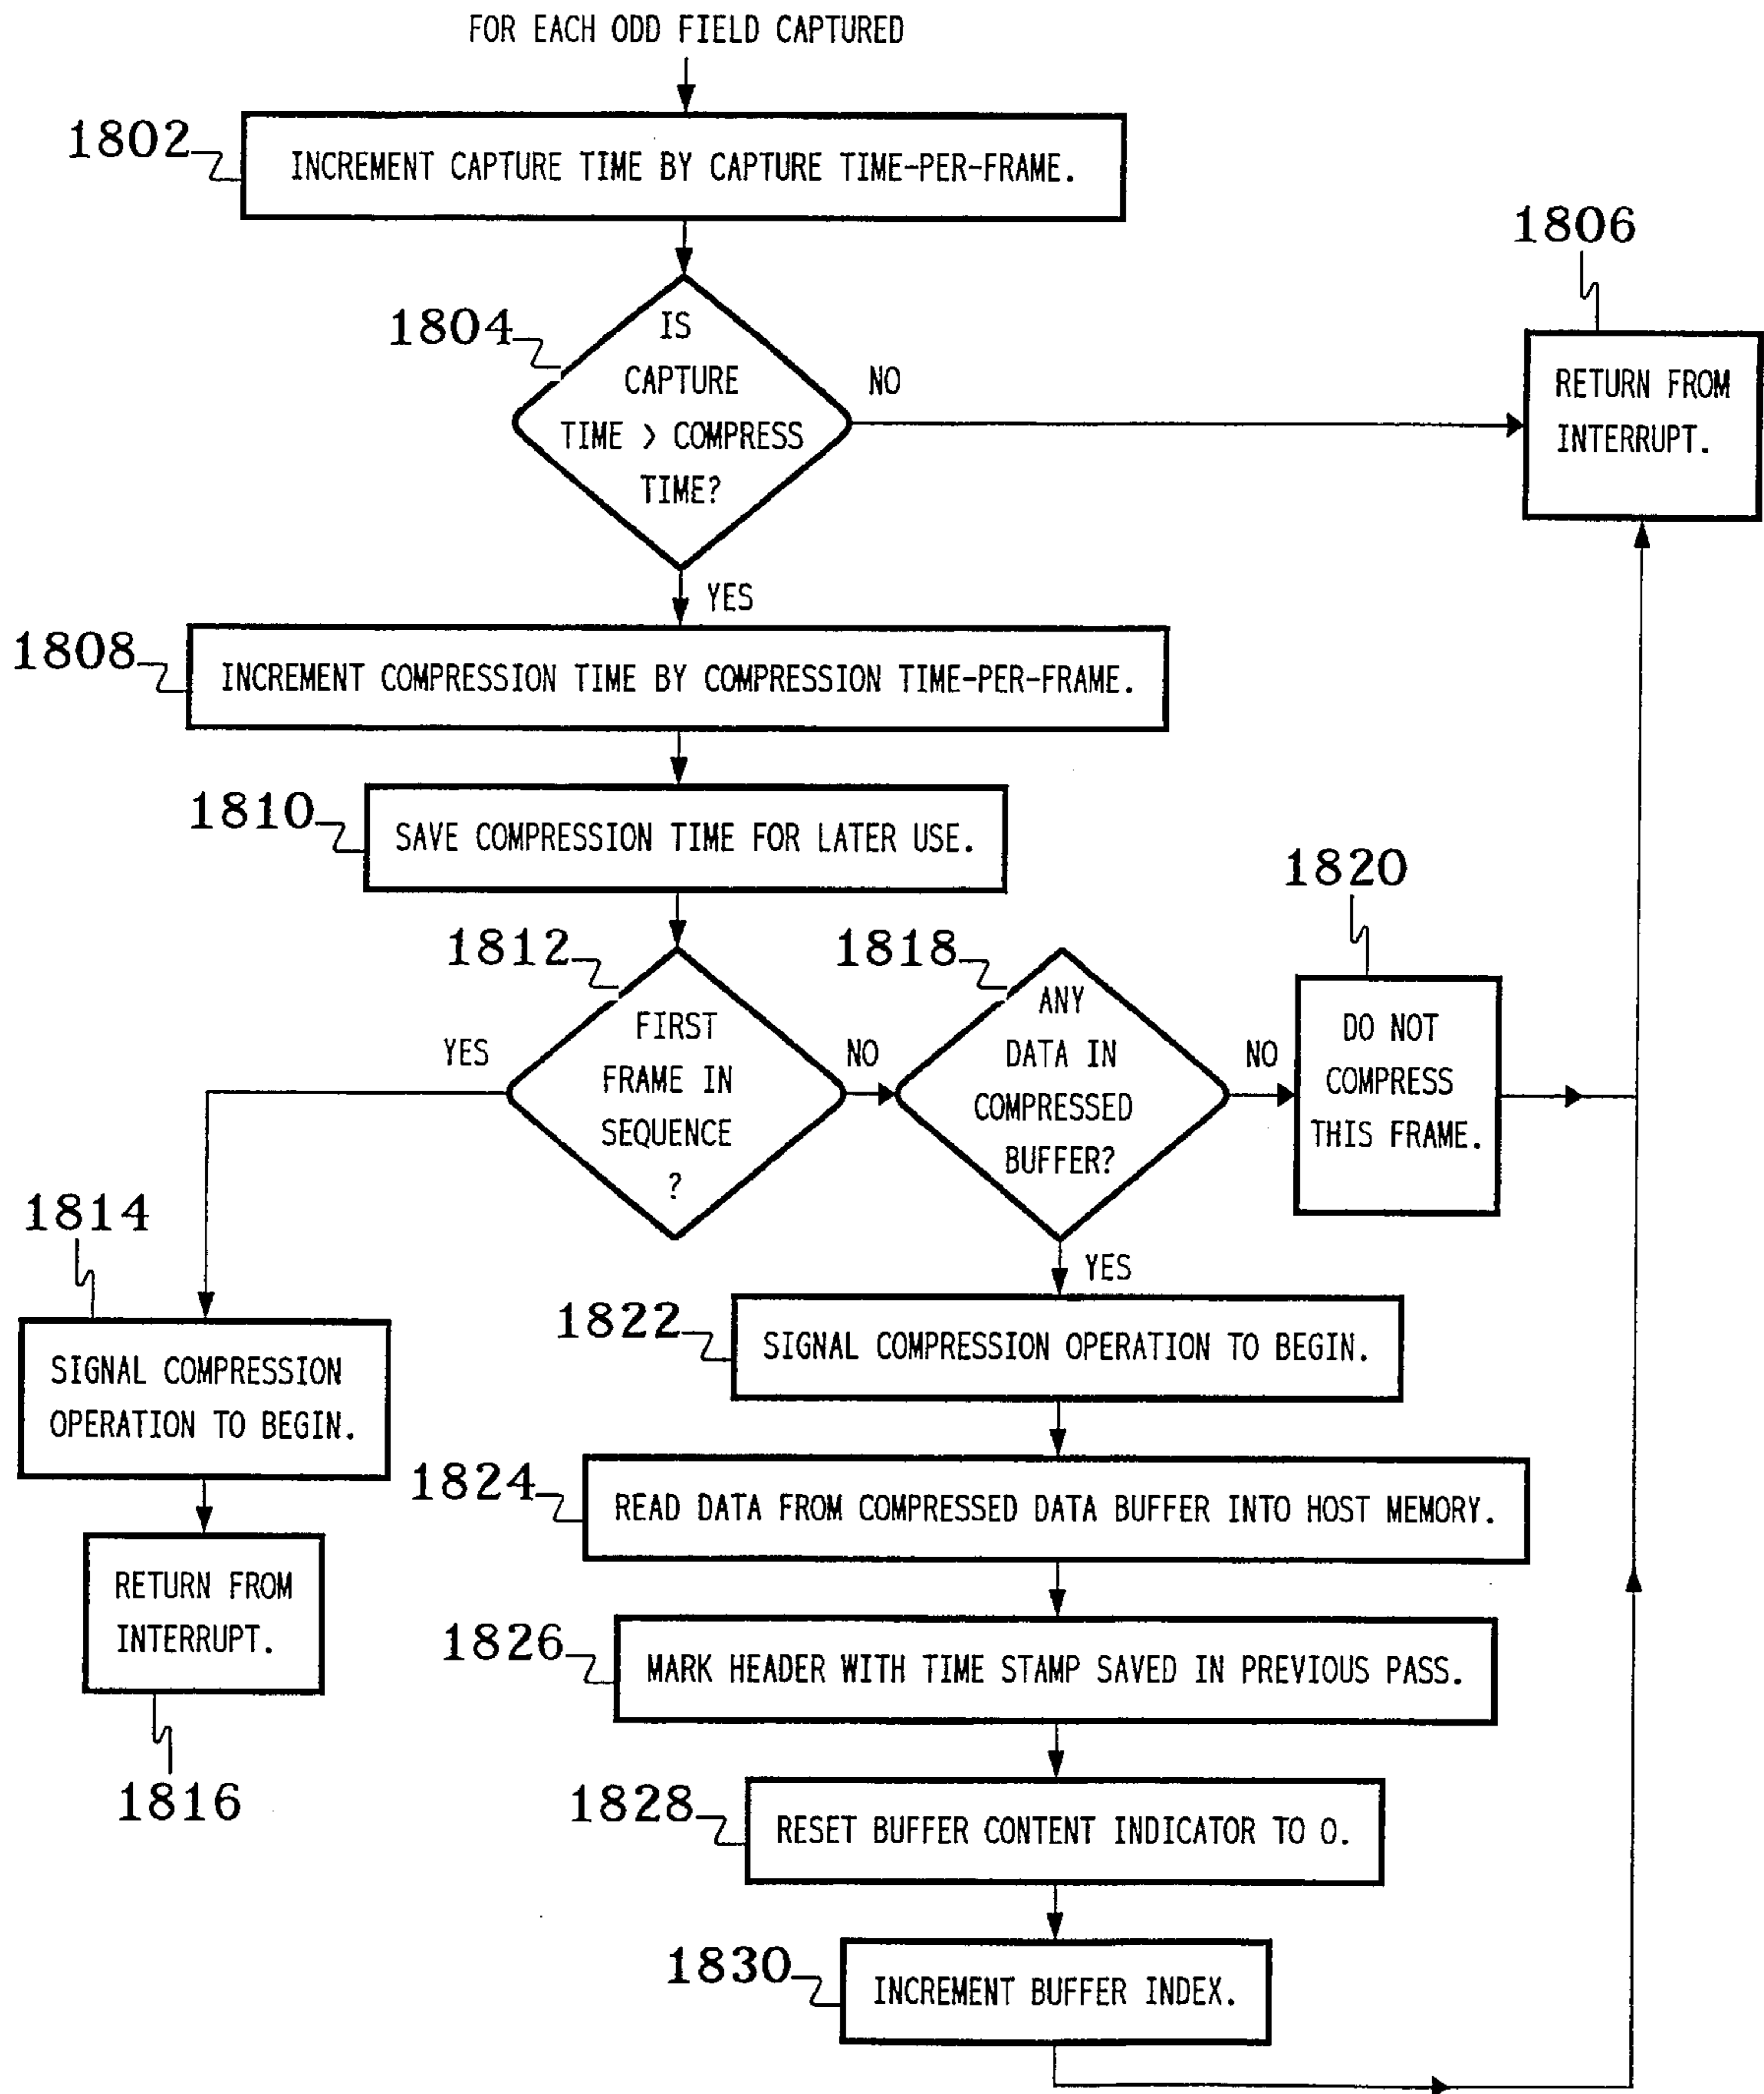 FOR EACH ODD FIELD CAPTURED
1802
INCREMENT CAPTURE TIME BY CAPTURE TIME-PER-FRAME.
1804
IS
CAPTURE
TIME > COMPRESS
TIME?
NO
YES
1806
RETURN FROM
INTERRUPT.
1808
INCREMENT COMPRESSION TIME BY COMPRESSION TIME-PER-FRAME.
1810
SAVE COMPRESSION TIME FOR LATER USE.
1812
FIRST
FRAME IN
SEQUENCE
?
YES
NO
1818
ANY
DATA IN
COMPRESSED
BUFFER?
NO
YES
1820
DO NOT
COMPRESS
THIS FRAME.
1814
SIGNAL COMPRESSION
OPERATION TO BEGIN.
RETURN FROM
INTERRUPT.
1816
1822
SIGNAL COMPRESSION OPERATION TO BEGIN.
1824
READ DATA FROM COMPRESSED DATA BUFFER INTO HOST MEMORY.
1826
MARK HEADER WITH TIME STAMP SAVED IN PREVIOUS PASS.
1828
RESET BUFFER CONTENT INDICATOR TO 0.
1830
INCREMENT BUFFER INDEX.